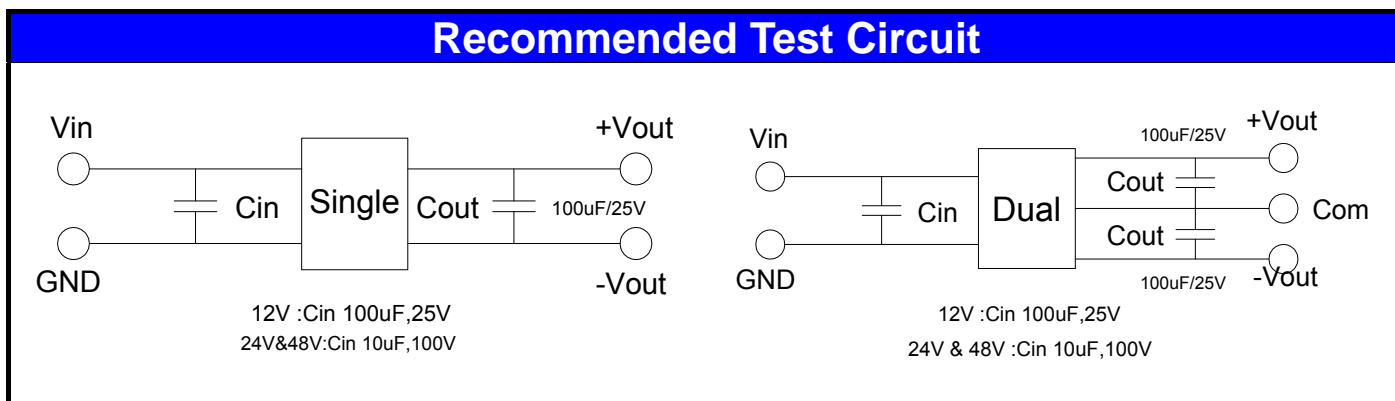 Recommended Test Circuit
Vin
+Vout
Cin
Single
Cout
100uF/25V
GND
-Vout
12V :Cin 100uF,25V
24V&48V:Cin 10uF,100V
Vin
100uF/25V
+Vout
Cout
Cin
Dual
Com
Cout
GND
100uF/25V
-Vout
12V :Cin 100uF,25V
24V & 48V :Cin 10uF,100V